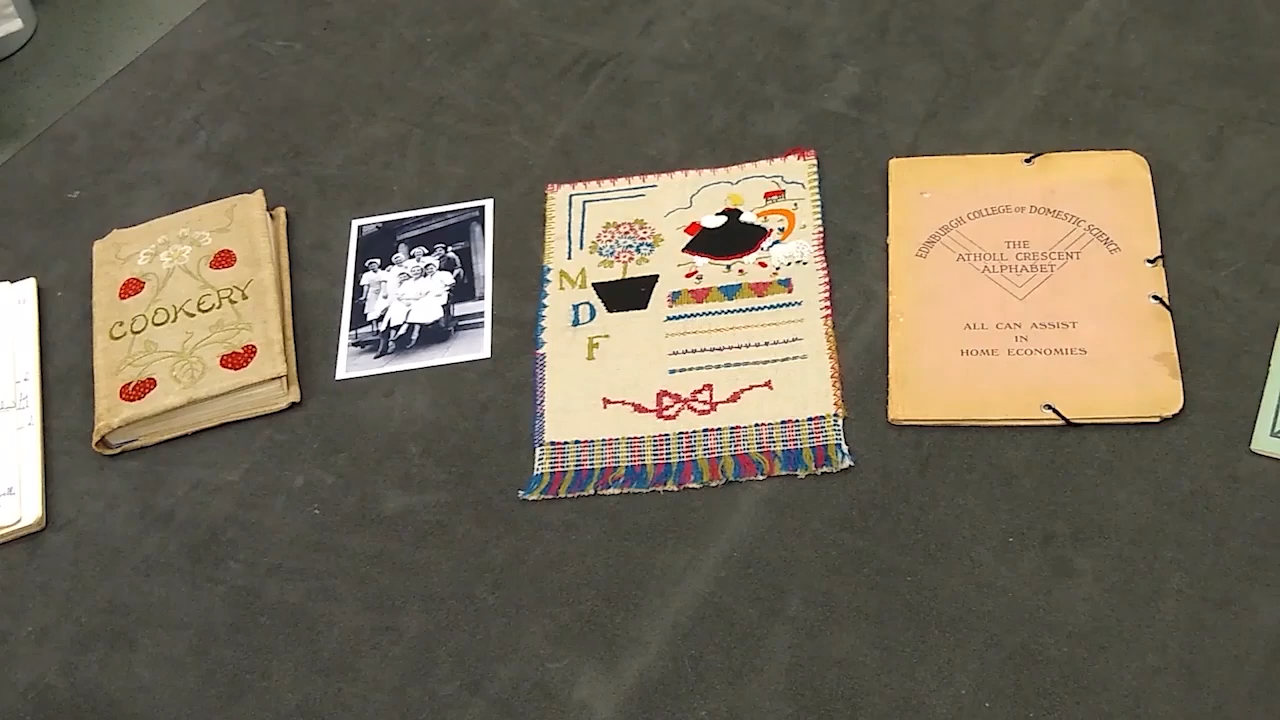 COOKERY
M
D
F
EDINBURGH COLLEGE OF DOMESTIC SCIENCE
THE
ATHOLL CRESCENT
ALPHABET
ALL CAN ASSIST
IN
HOME ECONOMIES